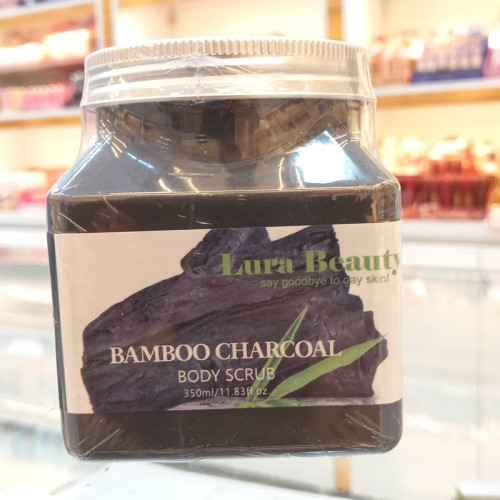 Lura Beauty
say goodbye to day skin!
BAMBOO CHARCOAL
BODY SCRUB
350ml/11.83fl.oz.